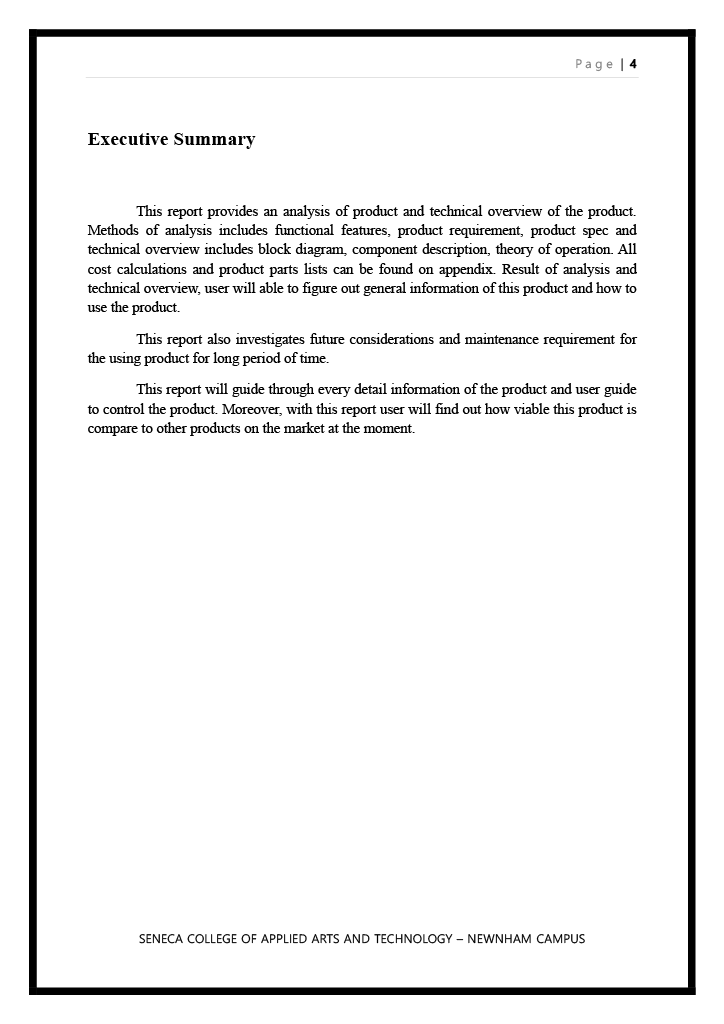 Page | 4
Executive Summary
This report provides an analysis of product and technical overview of the product.
Methods of analysis includes functional features, product requirement, product spec and
technical overview includes block diagram, component description, theory of operation. All
cost calculations and product parts lists can be found on appendix. Result of analysis and
technical overview, user will able to figure out general information of this product and how to
use the product.
This report also investigates future considerations and maintenance requirement for
the using product for long period of time.
This report will guide through every detail information of the product and user guide
to control the product. Moreover, with this report user will find out how viable this product is
compare to other products on the market at the moment.
SENECA COLLEGE OF APPLIED ARTS AND TECHNOLOGY – NEWNHAM CAMPUS